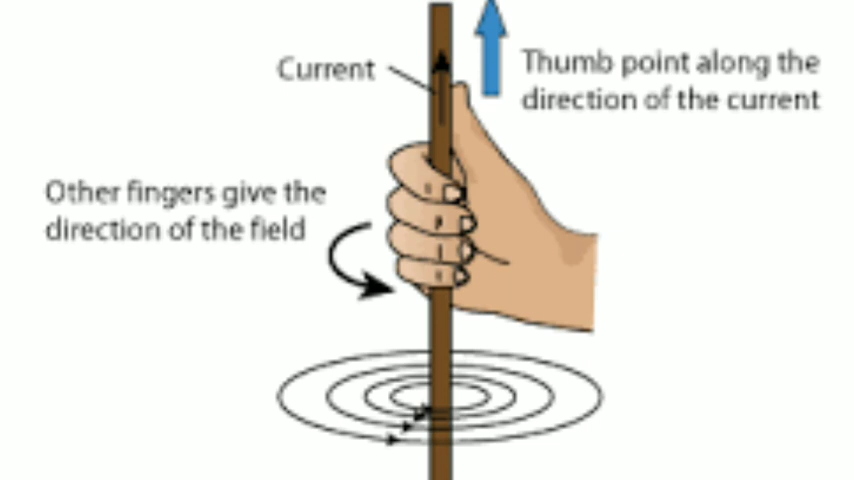 Current
Thumb point along the
direction of the current
Other fingers give the
direction of the field